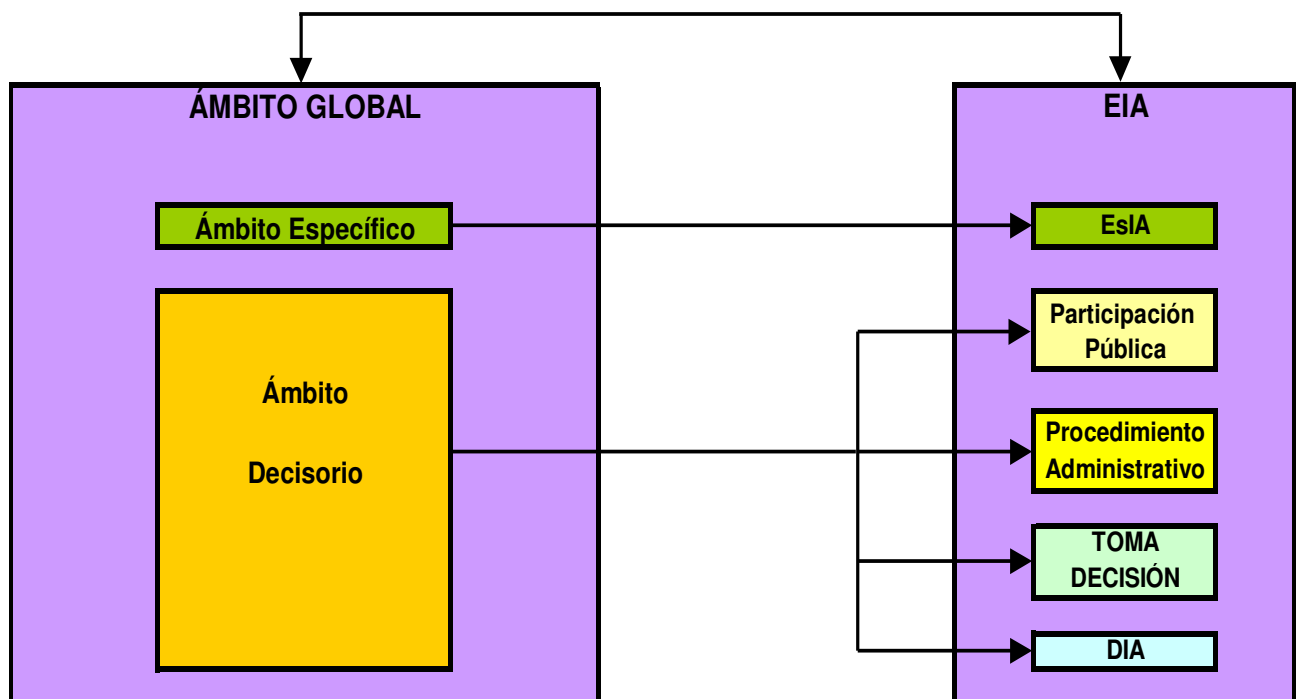 ÁMBITO GLOBAL
Ámbito Específico
Ámbito
Decisorio
EIA
EsIA
Participación
Pública
Procedimiento
Administrativo
TOMA
DECISIÓN
DIA